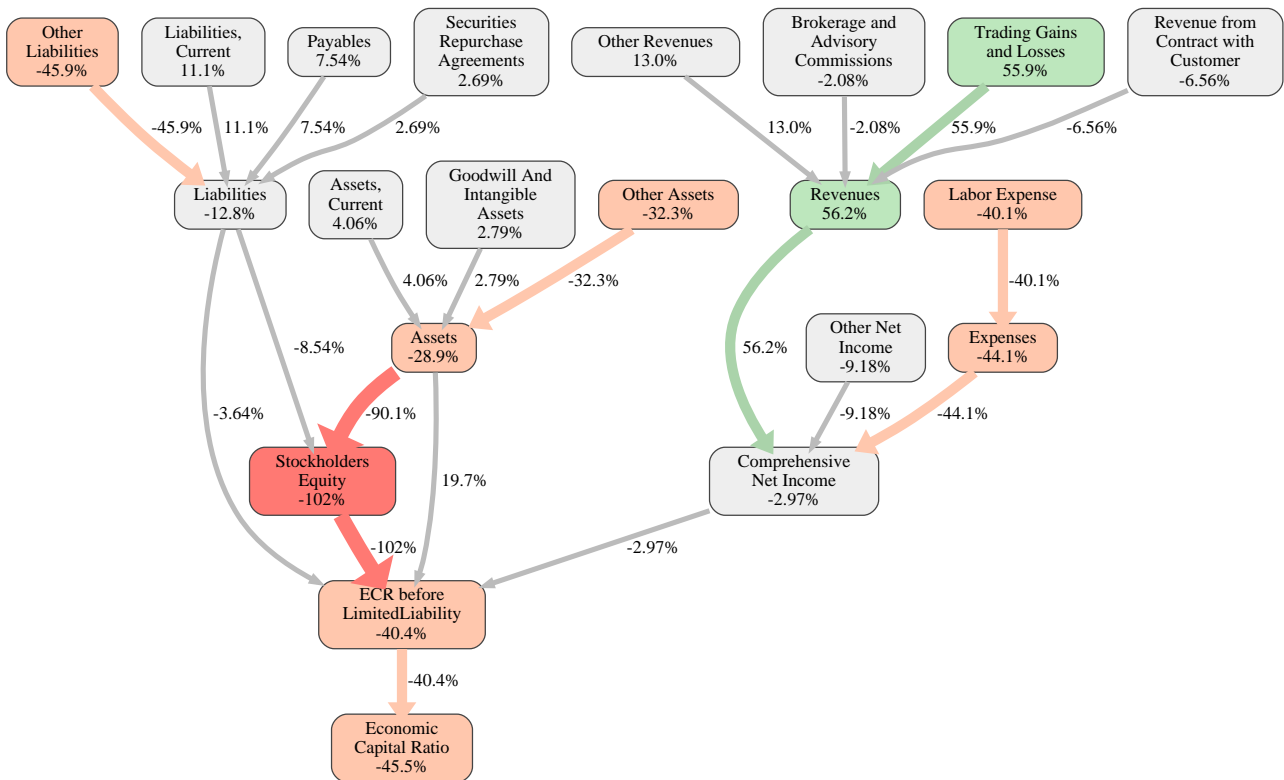 Other
Liabilities
-45.9%
Liabilities,
Current
11.1%
Payables
7.54%
Securities
Repurchase
Agreements
2.69%
Other Revenues
13.0%
Brokerage and
Advisory
Commissions
-2.08%
Trading Gains
and Losses
55.9%
Revenue from
Contract with
Customer
-6.56%
-45.9%
11.1%
7.54%
2.69%
13.0%
-2.08%
55.9%
-6.56%
Liabilities
-12.8%
Assets,
Current
4.06%
Goodwill And
Intangible
Assets
2.79%
Other Assets
-32.3%
Revenues
56.2%
Labor Expense
-40.1%
4.06%
2.79%
-32.3%
-40.1%
Assets
-28.9%
Other Net
Income
-9.18%
Expenses
-44.1%
-8.54%
56.2%
-3.64%
-90.1%
-9.18%
-44.1%
Stockholders
Equity
-102%
19.7%
Comprehensive
Net Income
-2.97%
-102%
-2.97%
ECR before
LimitedLiability
-40.4%
-40.4%
Economic
Capital Ratio
-45.5%